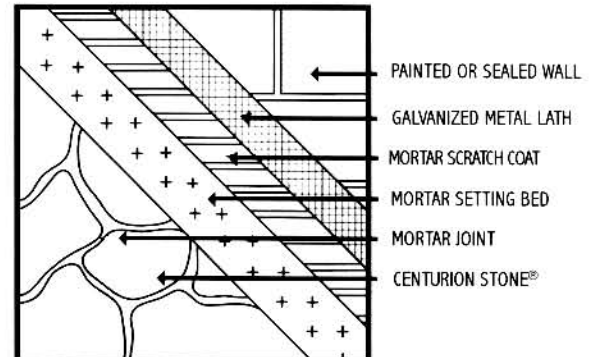 PAINTED OR SEALED WALL
GALVANIZED METAL LATH
MORTAR SCRATCH COAT
MORTAR SETTING BED
MORTAR JOINT
CENTURION STONE®